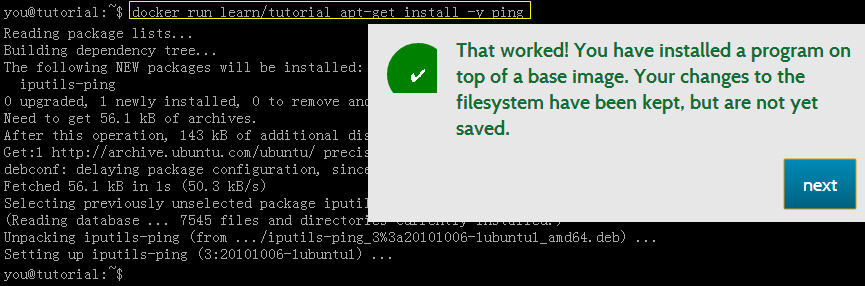 you@tutorial:~$ docker run learn/tutorial apt-get install -y ping
Reading package lists...
Building dependency tree...
The following NEW packages will be installed:
iputils-ping
0 upgraded, 1 newly installed, 0 to remove and
Need to get 56.1 kB of archives.
After this operation, 143 kB of additional dis
Get:1 http://archive.ubuntu.com/ubuntu/ precis
debconf: delaying package configuration, since
Fetched 56.1 kB in 1s (50.3 kB/s)
Selecting previously unselected package iputil
(Reading database ... 7545 files and directories currently installed.)
Unpacking iputils-ping (from .../iputils-ping_3%3a20101006-1ubuntu1_amd64.deb) ...
Setting up iputils-ping (3:20101006-1ubuntu1) ...
you@tutorial:~$
That worked! You have installed a program on
top of a base image. Your changes to the
filesystem have been kept, but are not yet
saved.
next